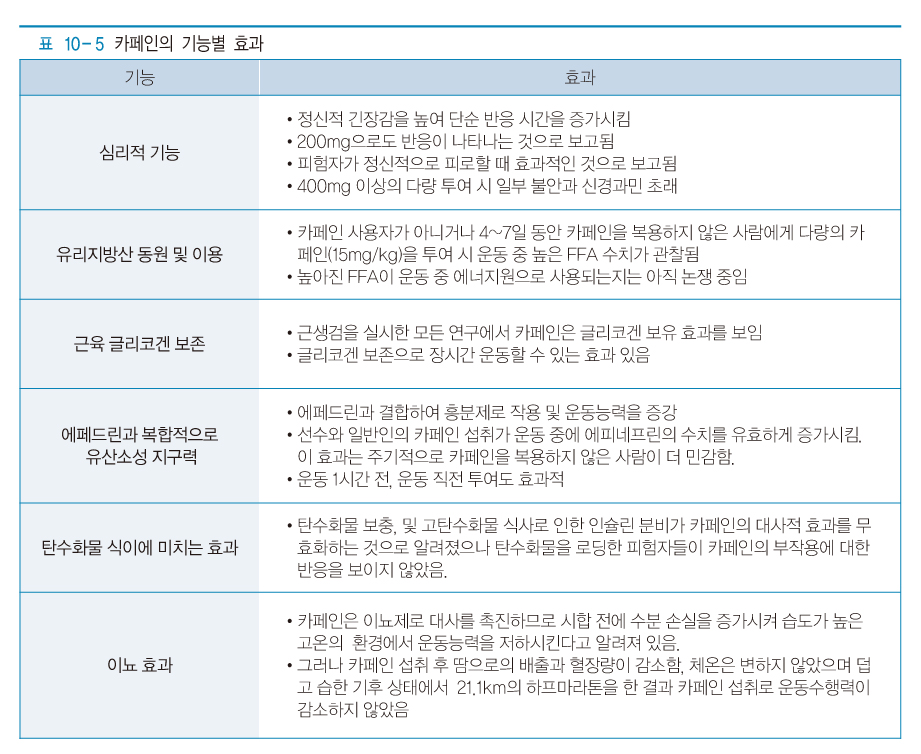 표 10-5 카페인의 기능별 효과
기능
효과
심리적 기능
• 정신적 긴장감을 높여 단순 반응 시간을 증가시킴
• 200mg으로도 반응이 나타나는 것으로 보고됨
• 피험자가 정신적으로 피로할 때 효과적인 것으로 보고됨
• 400mg 이상의 다량 투여 시 일부 불안과 신경과민 초래
유리지방산 동원 및 이용
• 카페인 사용자가 아니거나 4~7일 동안 카페인을 복용하지 않은 사람에게 다량의 카
페인(15mg/kg)을 투여 시 운동 중 높은 FFA 수치가 관찰됨
• 높아진 FFA이 운동 중 에너지원으로 사용되는지는 아직 논쟁 중임
근육 글리코겐 보존
• 근생검을 실시한 모든 연구에서 카페인은 글리코겐 보유 효과를 보임
• 글리코겐 보존으로 장시간 운동할 수 있는 효과 있음
에페드린과 복합적으로
유산소성 지구력
• 에페드린과 결합하여 흥분제로 작용 및 운동능력을 증강
• 선수와 일반인의 카페인 섭취가 운동 중에 에피네프린의 수치를 유효하게 증가시킴.
이 효과는 주기적으로 카페인을 복용하지 않은 사람이 더 민감함.
• 운동 1시간 전, 운동 직전 투여도 효과적
탄수화물 식이에 미치는 효과
• 탄수화물 보충, 및 고탄수화물 식사로 인한 인슐린 분비가 카페인의 대사적 효과를 무
효화하는 것으로 알려졌으나 탄수화물을 로딩한 피험자들이 카페인의 부작용에 대한
반응을 보이지 않았음.
이뇨 효과
• 카페인은 이뇨제로 대사를 촉진하므로 시합 전에 수분 손실을 증가시켜 습도가 높은
고온의 환경에서 운동능력을 저하시킨다고 알려져 있음.
• 그러나 카페인 섭취 후 땀으로의 배출과 혈장량이 감소함, 체온은 변하지 않았으며 덥
고 습한 기후 상태에서 21.1km의 하프마라톤을 한 결과 카페인 섭취로 운동수행력이
감소하지 않았음